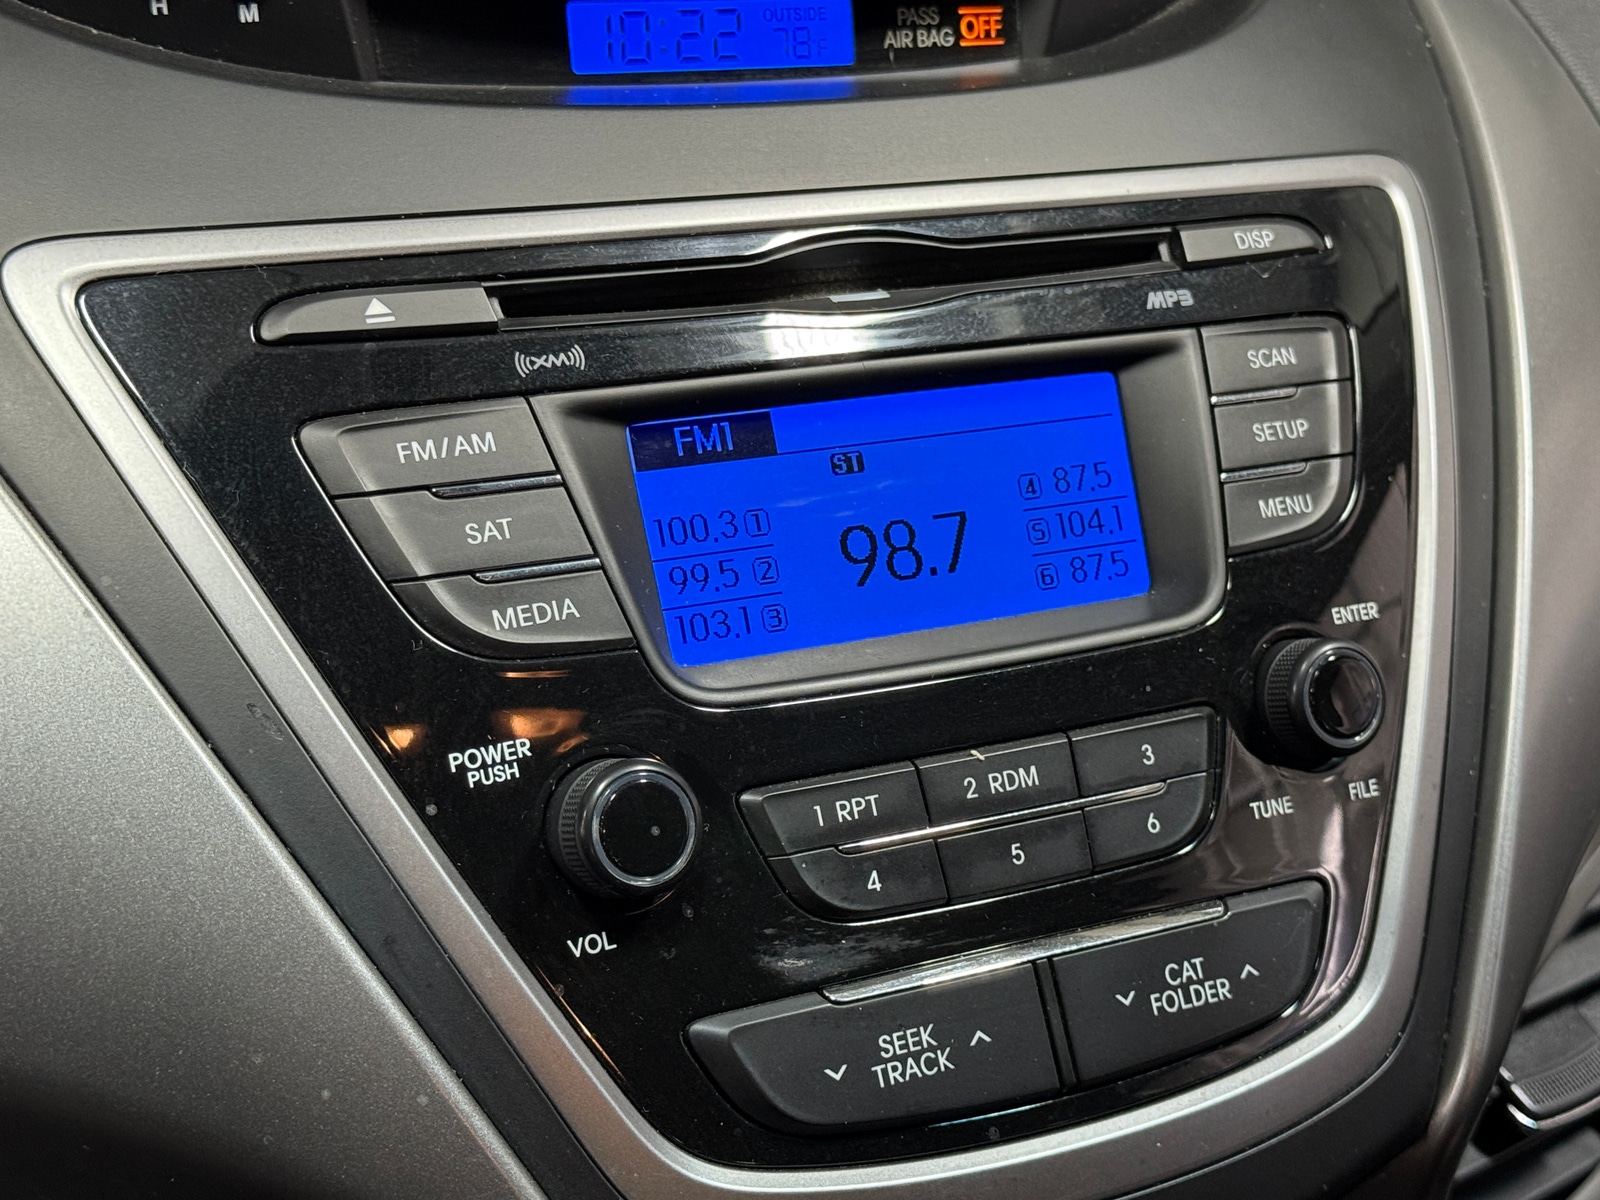 H M
10:22 OUTSIDE 78°F
PASS
AIR BAG OFF
DISP
MP3
((XM))
SCAN
FM/AM
SETUP
SAT
MENU
MEDIA
FM1
ST
100.3 1
99.5 2
103.1 3
98.7
4 87.5
5 104.1
6 87.5
ENTER
POWER
PUSH
VOL
1 RPT
2 RDM
3
4
5
6
TUNE
FILE
SEEK
TRACK
CAT
FOLDER